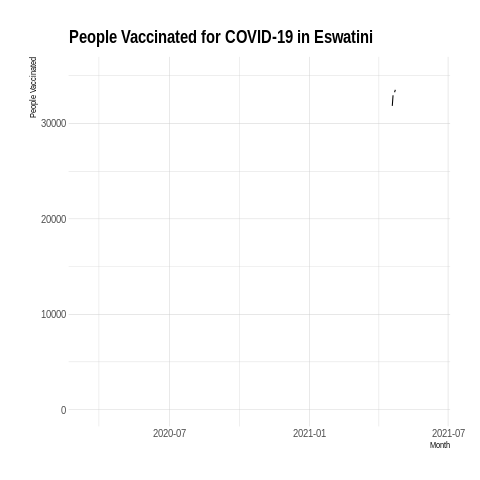 People Vaccinated for COVID-19 in Eswatini
People Vaccinated
30000
20000
10000
0
2020-07
2021-01
2021-07
Month